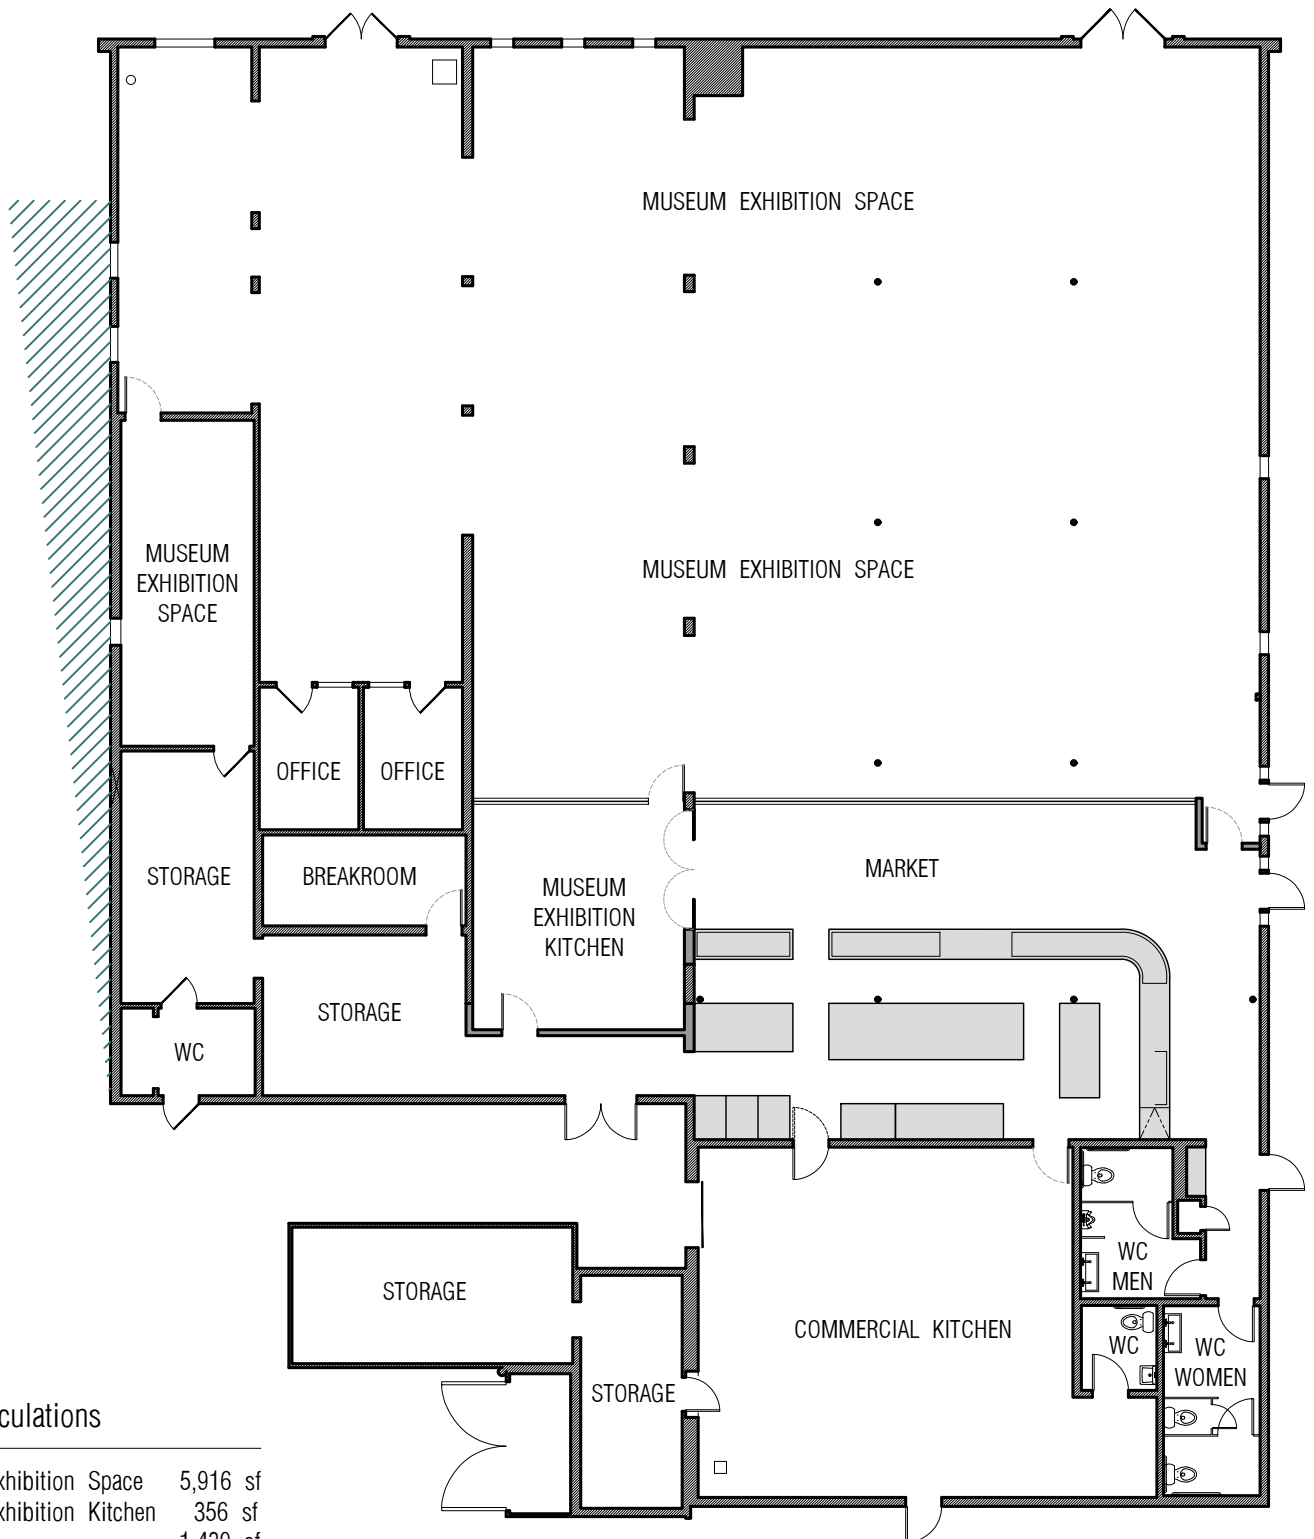 MUSEUM EXHIBITION SPACE
MUSEUM
EXHIBITION
SPACE
MUSEUM EXHIBITION SPACE
OFFICE
OFFICE
STORAGE
BREAKROOM
MUSEUM
EXHIBITION
KITCHEN
MARKET
STORAGE
WC
WC
MEN
STORAGE
COMMERCIAL KITCHEN
WC
WC
WOMEN
STORAGE
culations
xhibition Space 5,916 sf
xhibition Kitchen 356 sf